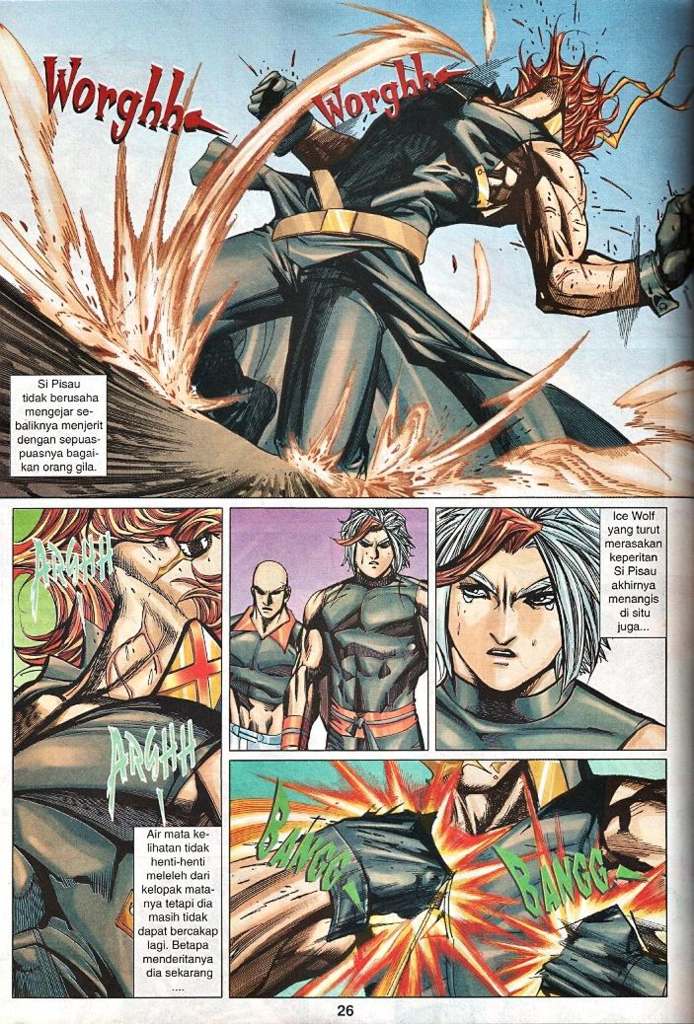 Worghh
Worghh
Si Pisau
tidak berusaha
mengejar se-
baliknya menjerit
dengan sepuas-
puasnya bagai-
kan orang gila.
ARGHH
ARGHH
Air mata ke-
lihatan tidak
henti-henti
meleleh dari
kelopak mata-
nya tetapi dia
masih tidak
dapat bercakap
lagi. Betapa
menderitanya
dia sekarang
....
Ice Wolf
yang turut
merasakan
keperitan
Si Pisau
akhirnya
menangis
di situ
juga...
BANGG
BANGG
26